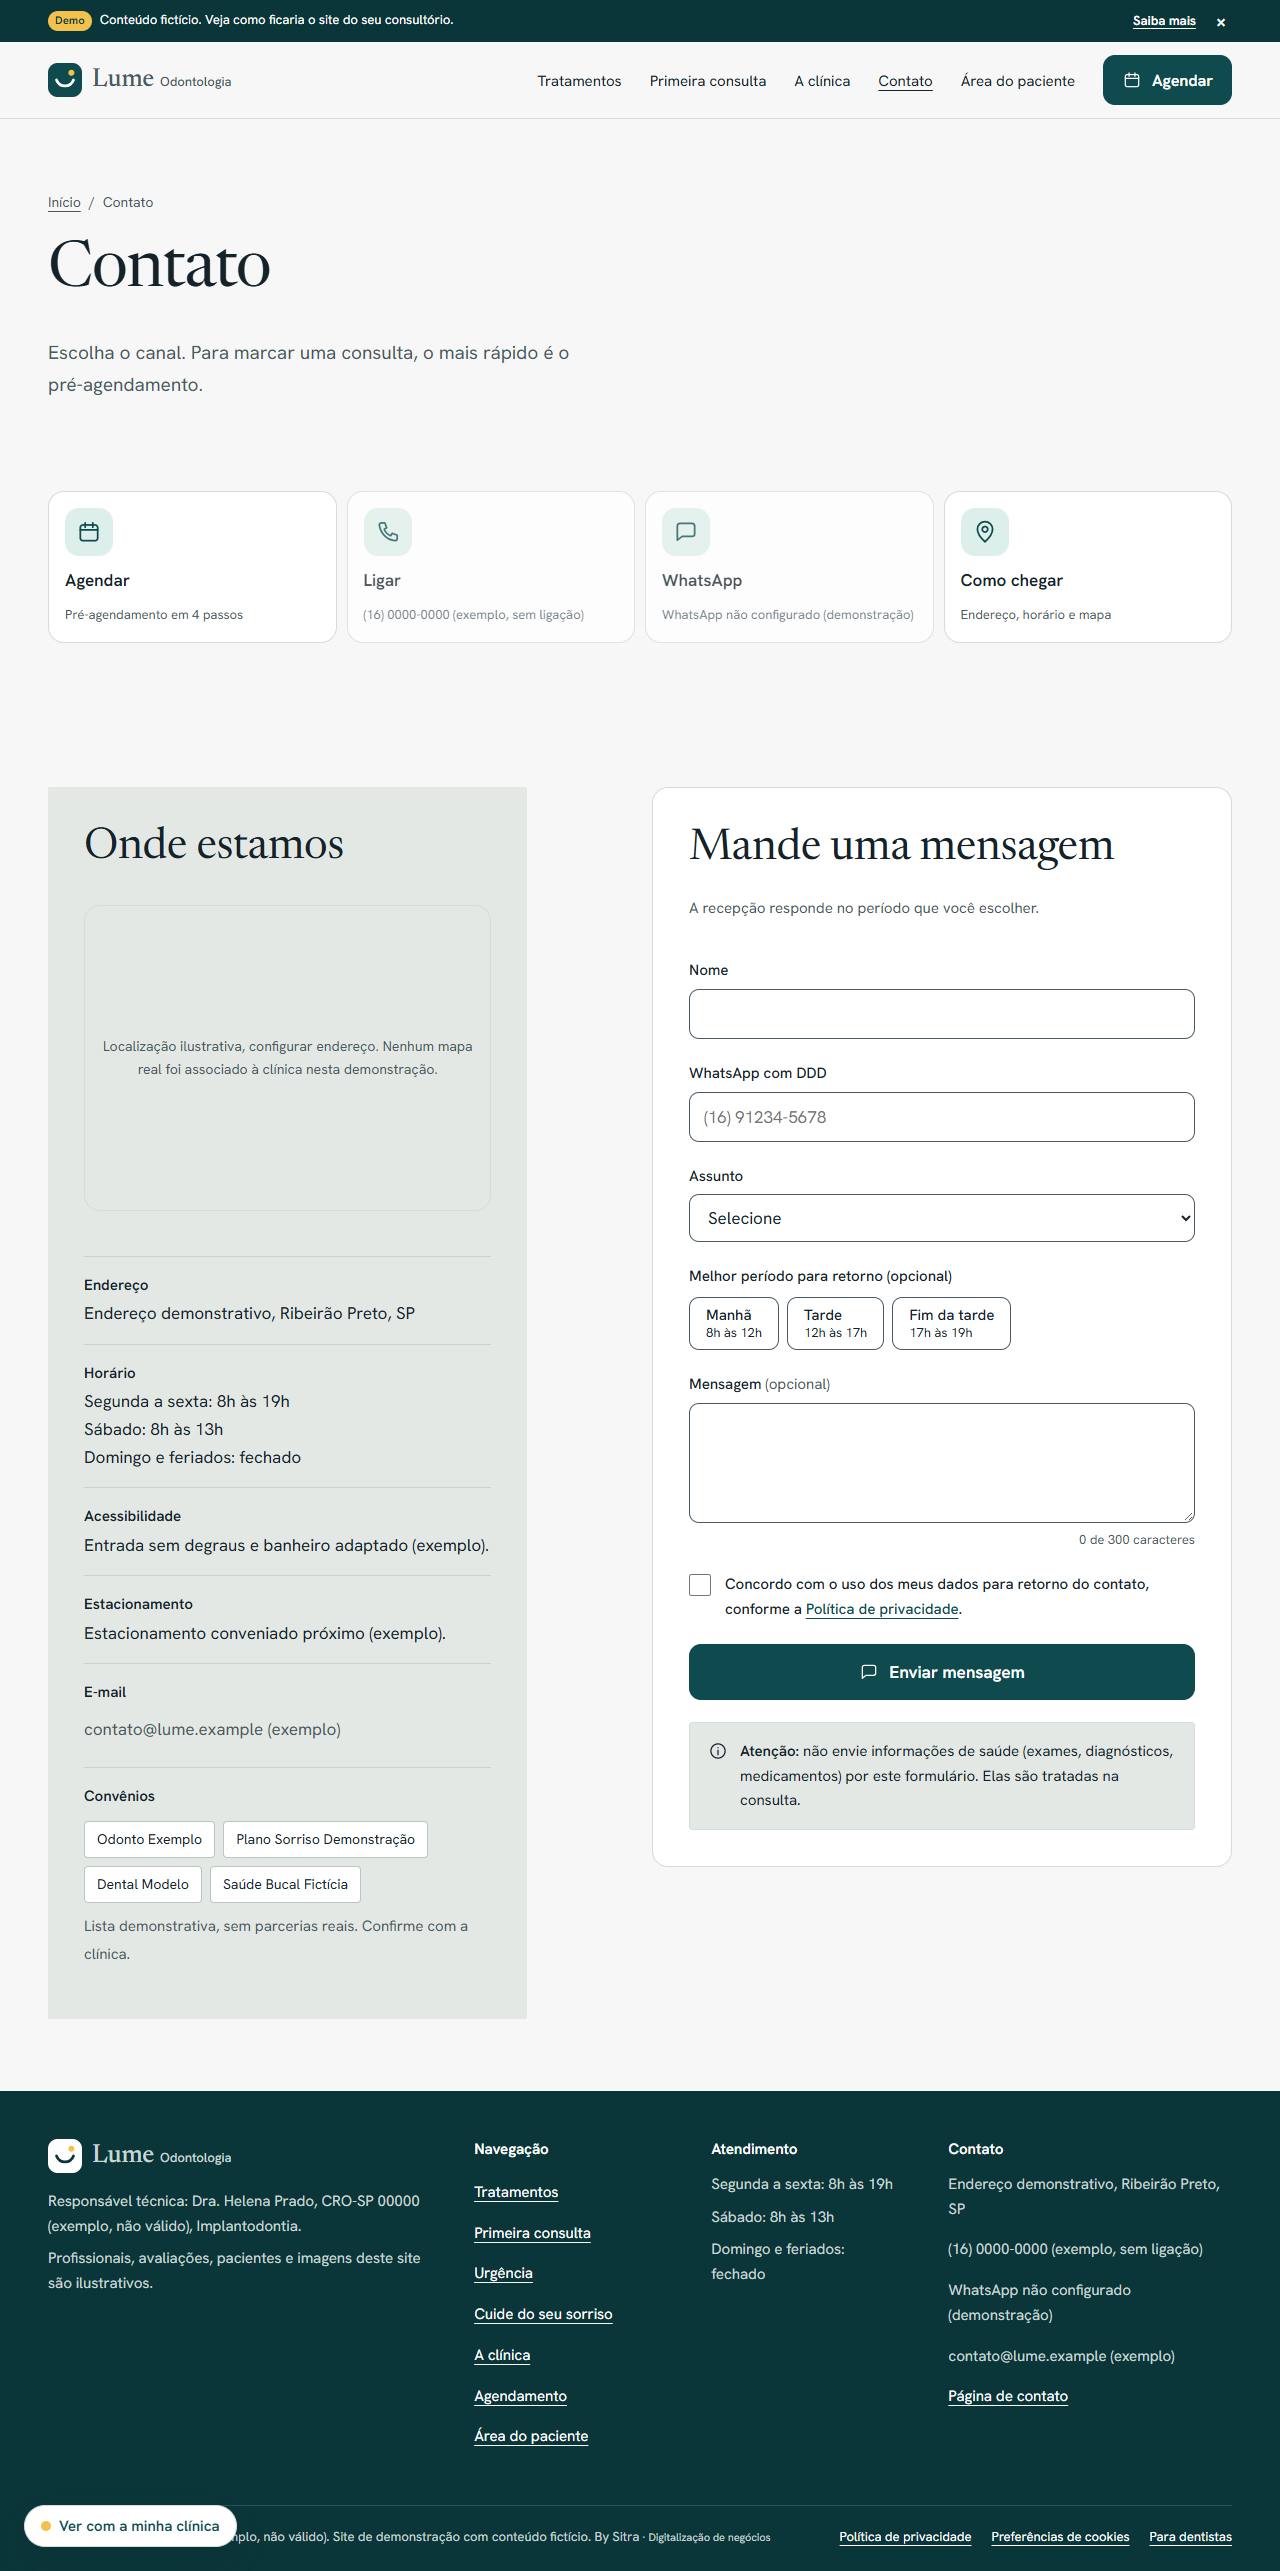 Demo Conteúdo fictício. Veja como ficaria o site do seu consultório. Saiba mais ×
Lume Odontologia Tratamentos Primeira consulta A clínica Contato Área do paciente Agendar
Início / Contato
Contato
Escolha o canal. Para marcar uma consulta, o mais rápido é o
pré-agendamento.
Agendar
Pré-agendamento em 4 passos
Ligar
(16) 0000-0000 (exemplo, sem ligação)
WhatsApp
WhatsApp não configurado (demonstração)
Como chegar
Endereço, horário e mapa
Onde estamos
Localização ilustrativa, configurar endereço. Nenhum mapa
real foi associado à clínica nesta demonstração.
Endereço
Endereço demonstrativo, Ribeirão Preto, SP
Horário
Segunda a sexta: 8h às 19h
Sábado: 8h às 13h
Domingo e feriados: fechado
Acessibilidade
Entrada sem degraus e banheiro adaptado (exemplo).
Estacionamento
Estacionamento conveniado próximo (exemplo).
E-mail
contato@lume.example (exemplo)
Convênios
Odonto Exemplo Plano Sorriso Demonstração
Dental Modelo Saúde Bucal Fictícia
Lista demonstrativa, sem parcerias reais. Confirme com a
clínica.
Mande uma mensagem
A recepção responde no período que você escolher.
Nome
WhatsApp com DDD
(16) 91234-5678
Assunto
Selecione
Melhor período para retorno (opcional)
Manhã
8h às 12h
Tarde
12h às 17h
Fim da tarde
17h às 19h
Mensagem (opcional)
0 de 300 caracteres
Concordo com o uso dos meus dados para retorno do contato,
conforme a Política de privacidade.
Enviar mensagem
Atenção: não envie informações de saúde (exames, diagnósticos,
medicamentos) por este formulário. Elas são tratadas na
consulta.
Lume Odontologia
Responsável técnica: Dra. Helena Prado, CRO-SP 00000
(exemplo, não válido), Implantodontia.
Profissionais, avaliações, pacientes e imagens deste site
são ilustrativos.
Navegação
Tratamentos
Primeira consulta
Urgência
Cuide do seu sorriso
A clínica
Agendamento
Área do paciente
Atendimento
Segunda a sexta: 8h às 19h
Sábado: 8h às 13h
Domingo e feriados:
fechado
Contato
Endereço demonstrativo, Ribeirão Preto,
SP
(16) 0000-0000 (exemplo, sem ligação)
WhatsApp não configurado
(demonstração)
contato@lume.example (exemplo)
Página de contato
Ver com a minha clínica
não válido). Site de demonstração com conteúdo fictício. By Sitra · Digitalização de negócios
Política de privacidade Preferências de cookies Para dentistas